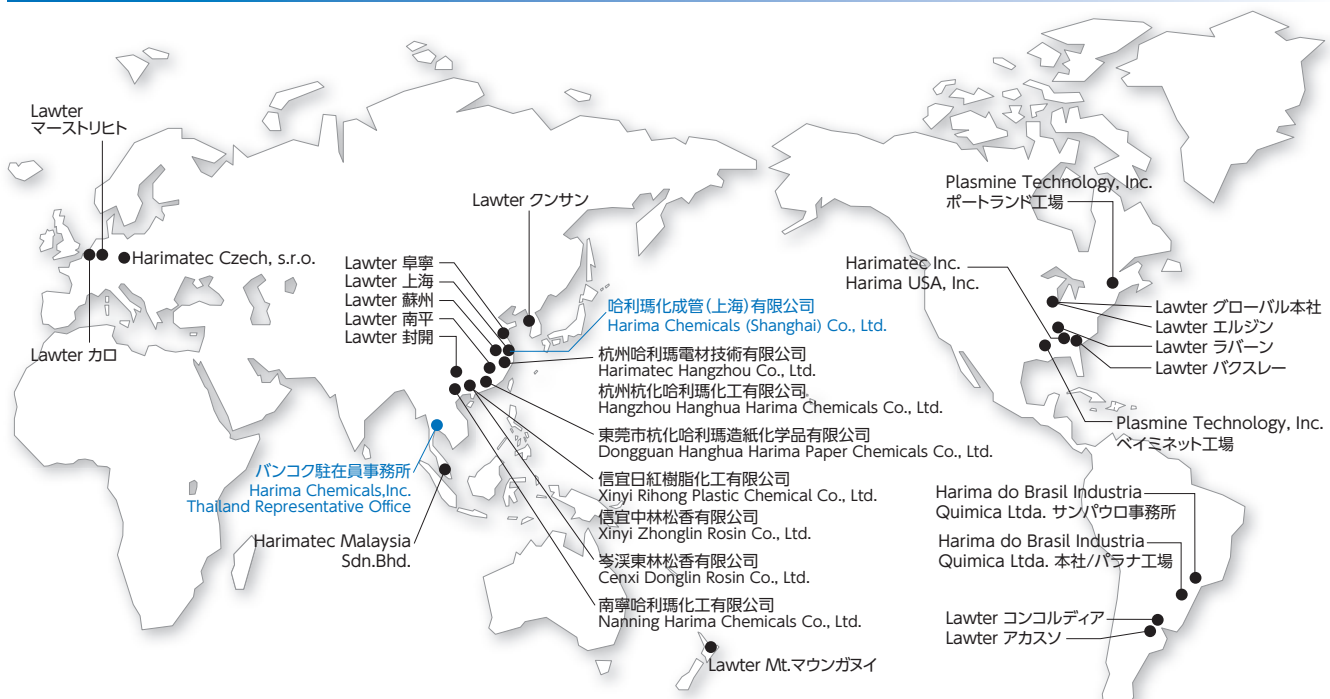 Lawter
マーストリヒト
Harimatec Czech, s.r.o.
Lawter カロ
Lawter クンサン
Lawter 阜寧
Lawter 上海
Lawter 蘇州
Lawter 南平
Lawter 封開
哈利瑪化成管(上海)有限公司
Harima Chemicals (Shanghai) Co., Ltd.
杭州哈利瑪電材技術有限公司
Harimatec Hangzhou Co., Ltd.
杭州杭化哈利瑪化工有限公司
Hangzhou Hanghua Harima Chemicals Co., Ltd.
東莞市杭化哈利瑪造紙化学品有限公司
Dongguan Hanghua Harima Paper Chemicals Co., Ltd.
信宜日紅樹脂化工有限公司
Xinyi Rihong Plastic Chemical Co., Ltd.
信宜中林松香有限公司
Xinyi Zhonglin Rosin Co., Ltd.
岑渓東林松香有限公司
Cenxi Donglin Rosin Co., Ltd.
南寧哈利瑪化工有限公司
Nanning Harima Chemicals Co., Ltd.
バンコク駐在員事務所
Harima Chemicals,Inc.
Thailand Representative Office
Harimatec Malaysia
Sdn.Bhd.
Lawter Mt.マウンガヌイ
Plasmine Technology, Inc.
ポートランド工場
Harimatec Inc.
Harima USA, Inc.
Lawter グローバル本社
Lawter エルジン
Lawter ラバーン
Lawter バクスレー
Plasmine Technology, Inc.
ベイミネット工場
Harima do Brasil Industria
Quimica Ltda. サンパウロ事務所
Harima do Brasil Industria
Quimica Ltda. 本社/パラナ工場
Lawter コンコルディア
Lawter アカスソ